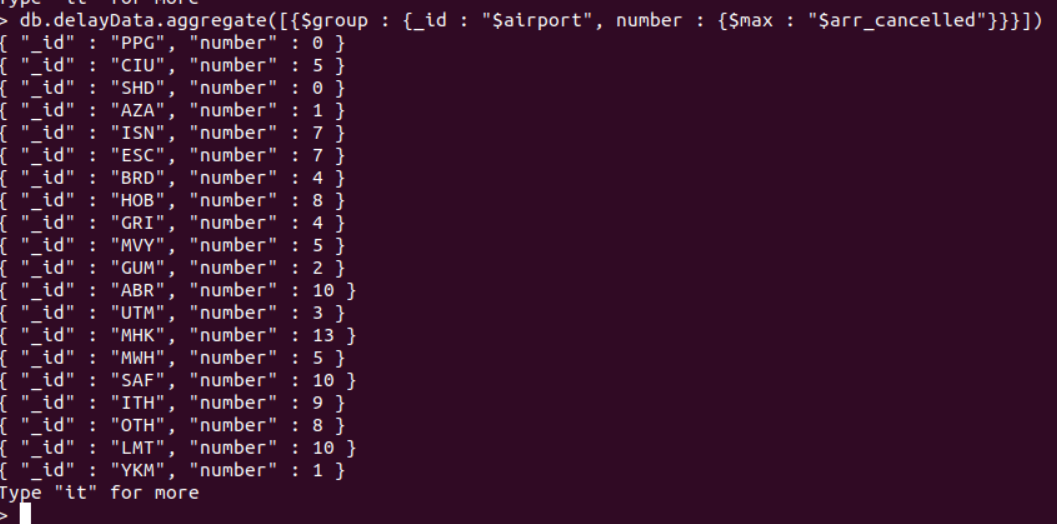 Type "it" for more
> db.delayData.aggregate([{$group : {_id : "$airport", number : {$max : "$arr_cancelled"}}}])
{ "_id" : "PPG", "number" : 0 }
{ "_id" : "CIU", "number" : 5 }
{ "_id" : "SHD", "number" : 0 }
{ "_id" : "AZA", "number" : 1 }
{ "_id" : "ISN", "number" : 7 }
{ "_id" : "ESC", "number" : 7 }
{ "_id" : "BRD", "number" : 4 }
{ "_id" : "HOB", "number" : 8 }
{ "_id" : "GRI", "number" : 4 }
{ "_id" : "MVY", "number" : 5 }
{ "_id" : "GUM", "number" : 2 }
{ "_id" : "ABR", "number" : 10 }
{ "_id" : "UTM", "number" : 3 }
{ "_id" : "MHK", "number" : 13 }
{ "_id" : "MWH", "number" : 5 }
{ "_id" : "SAF", "number" : 10 }
{ "_id" : "ITH", "number" : 9 }
{ "_id" : "OTH", "number" : 8 }
{ "_id" : "LMT", "number" : 10 }
{ "_id" : "YKM", "number" : 1 }
Type "it" for more
>